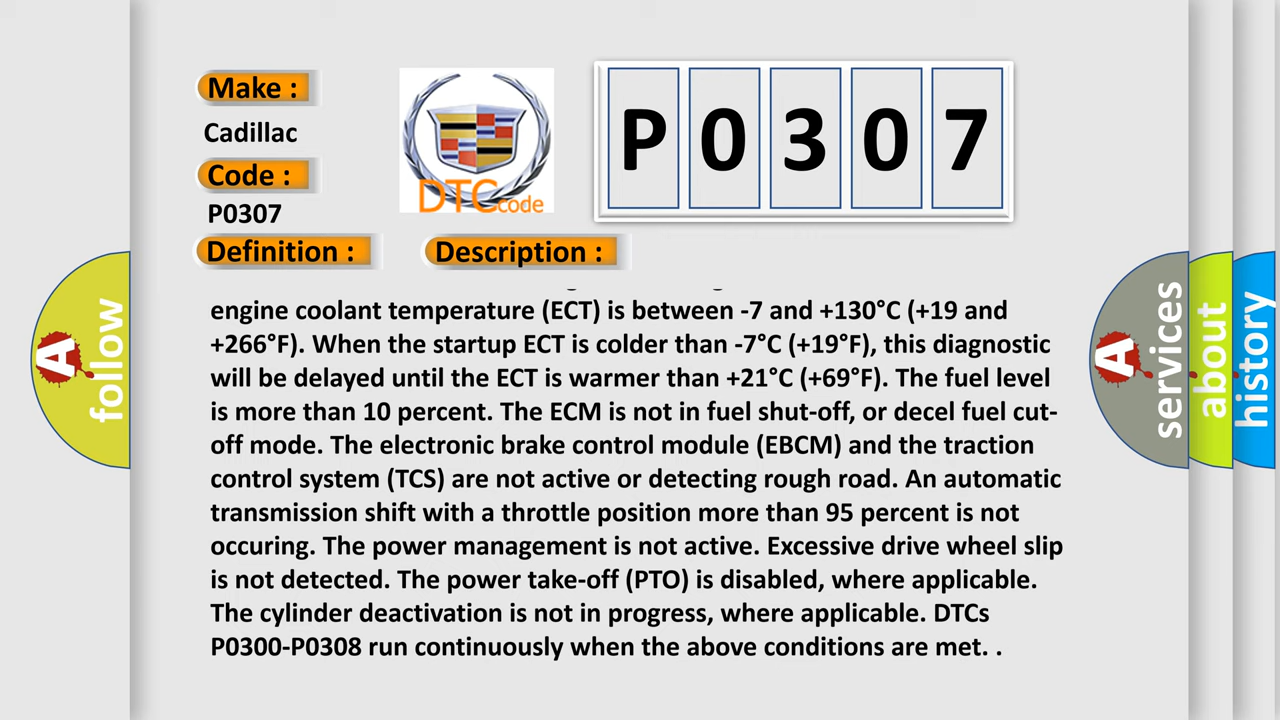 Make :
Cadillac
Code :
P0307
Definition :
Description :
DTCcode
P0307
engine coolant temperature (ECT) is between -7 and +130°C (+19 and
+266°F). When the startup ECT is colder than -7°C (+19°F), this diagnostic
will be delayed until the ECT is warmer than +21°C (+69°F). The fuel level
is more than 10 percent. The ECM is not in fuel shut-off, or decel fuel cut-
off mode. The electronic brake control module (EBCM) and the traction
control system (TCS) are not active or detecting rough road. An automatic
transmission shift with a throttle position more than 95 percent is not
occuring. The power management is not active. Excessive drive wheel slip
is not detected. The power take-off (PTO) is disabled, where applicable.
The cylinder deactivation is not in progress, where applicable. DTCs
P0300-P0308 run continuously when the above conditions are met. .
A
follow
A
services
about
history